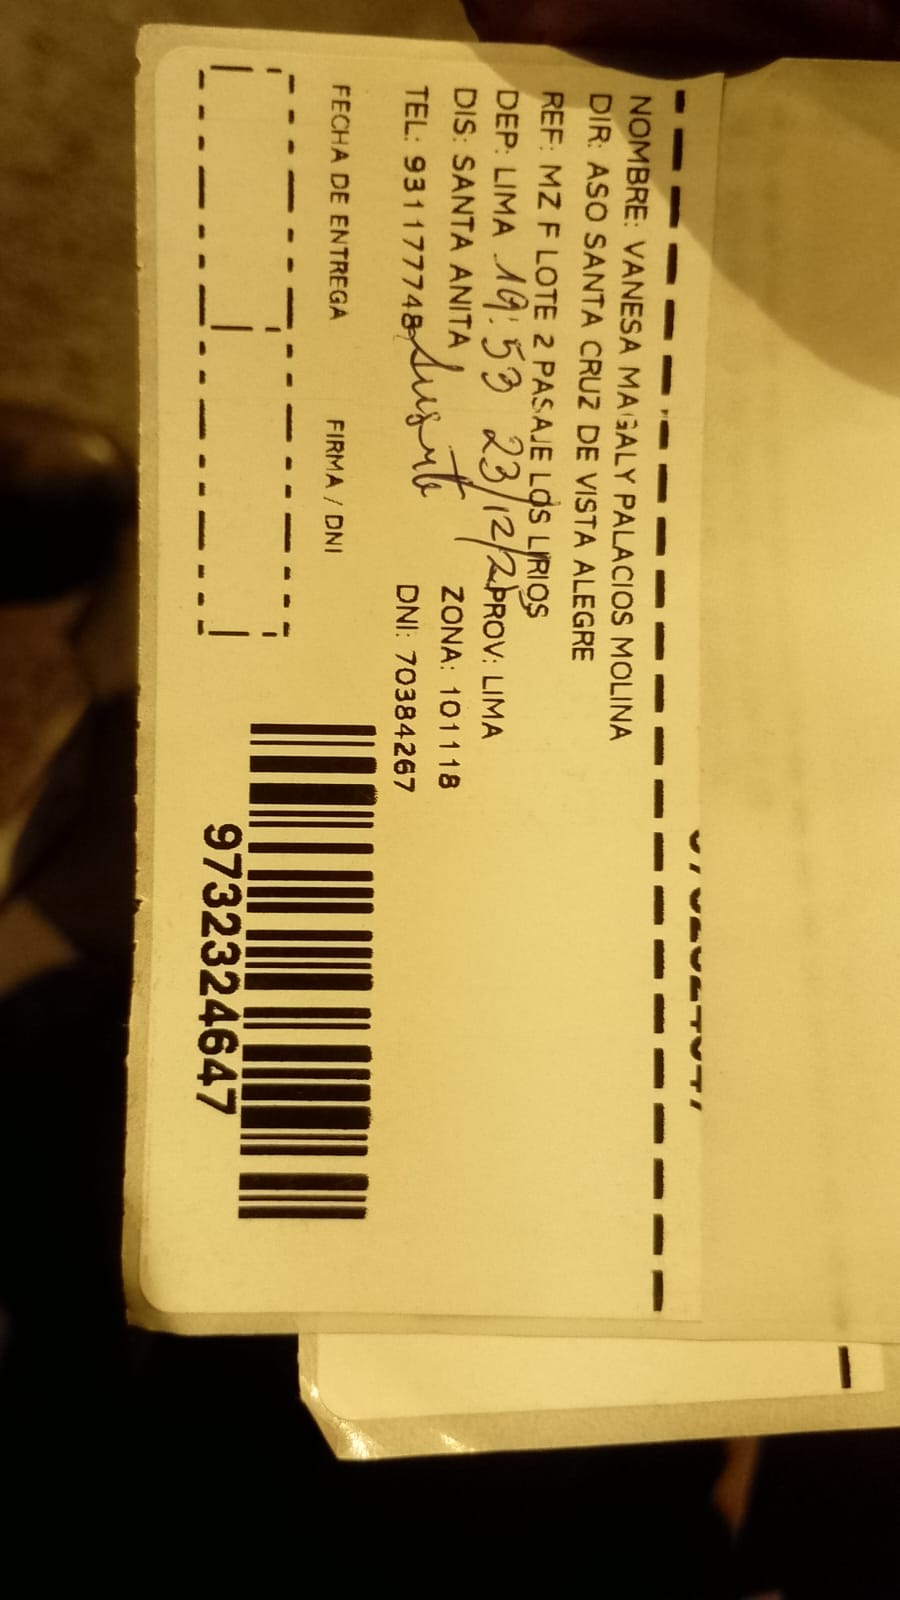 NOMBRE: VANESA MAGALY PALACIOS MOLINA
DIR: ASO SANTA CRUZ DE VISTA ALEGRE
REF: MZ F LOTE 2 PASAJE LOS LIRIOS
DEP: LIMA 19:53 23/12/2 PROV: LIMA
DIS: SANTA ANITA ZONA: 101118
TEL: 931177748 Ausente DNI: 70384267
FECHA DE ENTREGA FIRMA / DNI
9732324647